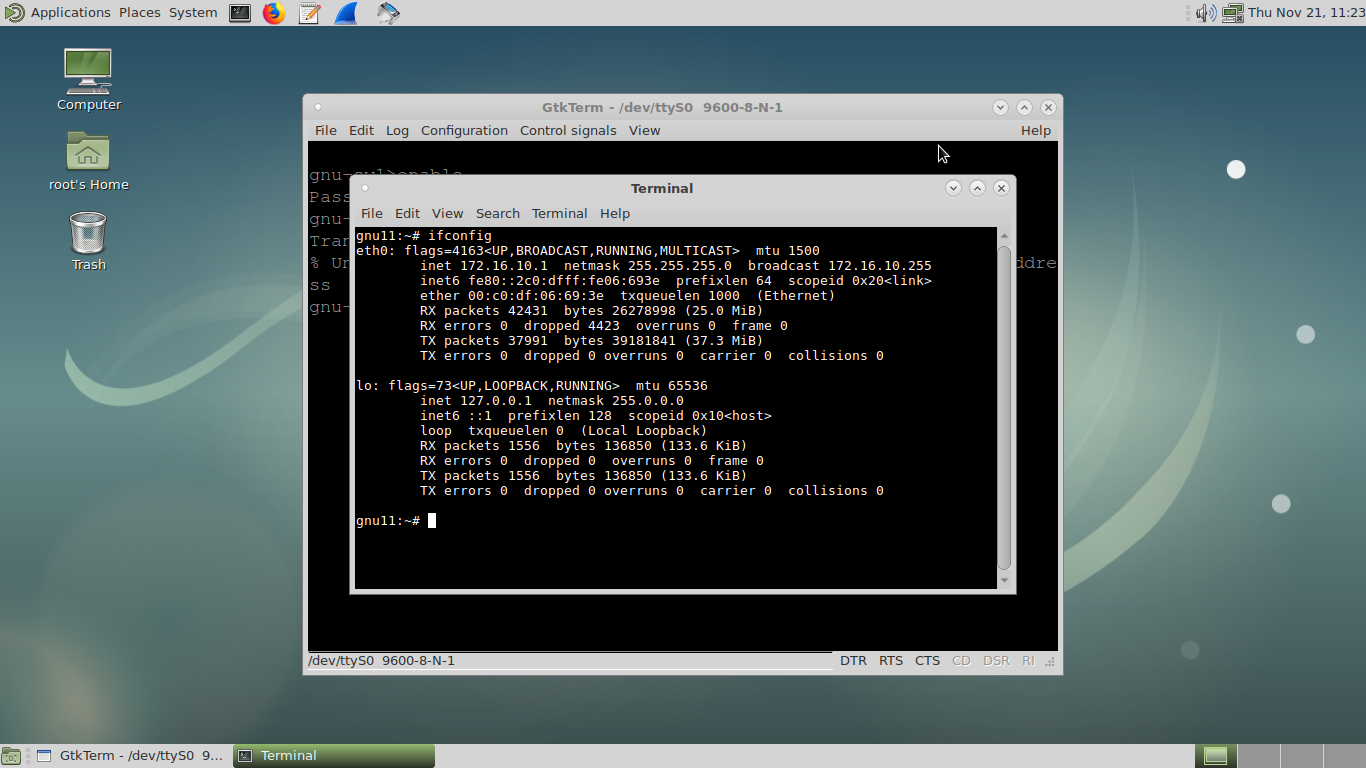 Applications Places System
Thu Nov 21, 11:23
Computer
root's Home
Trash
GtkTerm - /dev/ttyS0 9600-8-N-1
File Edit Log Configuration Control signals View Help
Pass
gnu-
Tran
% Un
ddre
ss
gnu-
Terminal
File Edit View Search Terminal Help
gnu11:~# ifconfig
eth0: flags=4163<UP,BROADCAST,RUNNING,MULTICAST>  mtu 1500
        inet 172.16.10.1  netmask 255.255.255.0  broadcast 172.16.10.255
        inet6 fe80::2c0:dfff:fe06:693e  prefixlen 64  scopeid 0x20<link>
        ether 00:c0:df:06:69:3e  txqueuelen 1000  (Ethernet)
        RX packets 42431  bytes 26278998 (25.0 MiB)
        RX errors 0  dropped 4423  overruns 0  frame 0
        TX packets 37991  bytes 39181841 (37.3 MiB)
        TX errors 0  dropped 0 overruns 0  carrier 0  collisions 0
lo: flags=73<UP,LOOPBACK,RUNNING>  mtu 65536
        inet 127.0.0.1  netmask 255.0.0.0
        inet6 ::1  prefixlen 128  scopeid 0x10<host>
        loop  txqueuelen 0  (Local Loopback)
        RX packets 1556  bytes 136850 (133.6 KiB)
        RX errors 0  dropped 0  overruns 0  frame 0
        TX packets 1556  bytes 136850 (133.6 KiB)
        TX errors 0  dropped 0 overruns 0  carrier 0  collisions 0
gnu11:~#
/dev/ttyS0 9600-8-N-1 DTR RTS CTS CD DSR RI
GtkTerm - /dev/ttyS0 9... Terminal